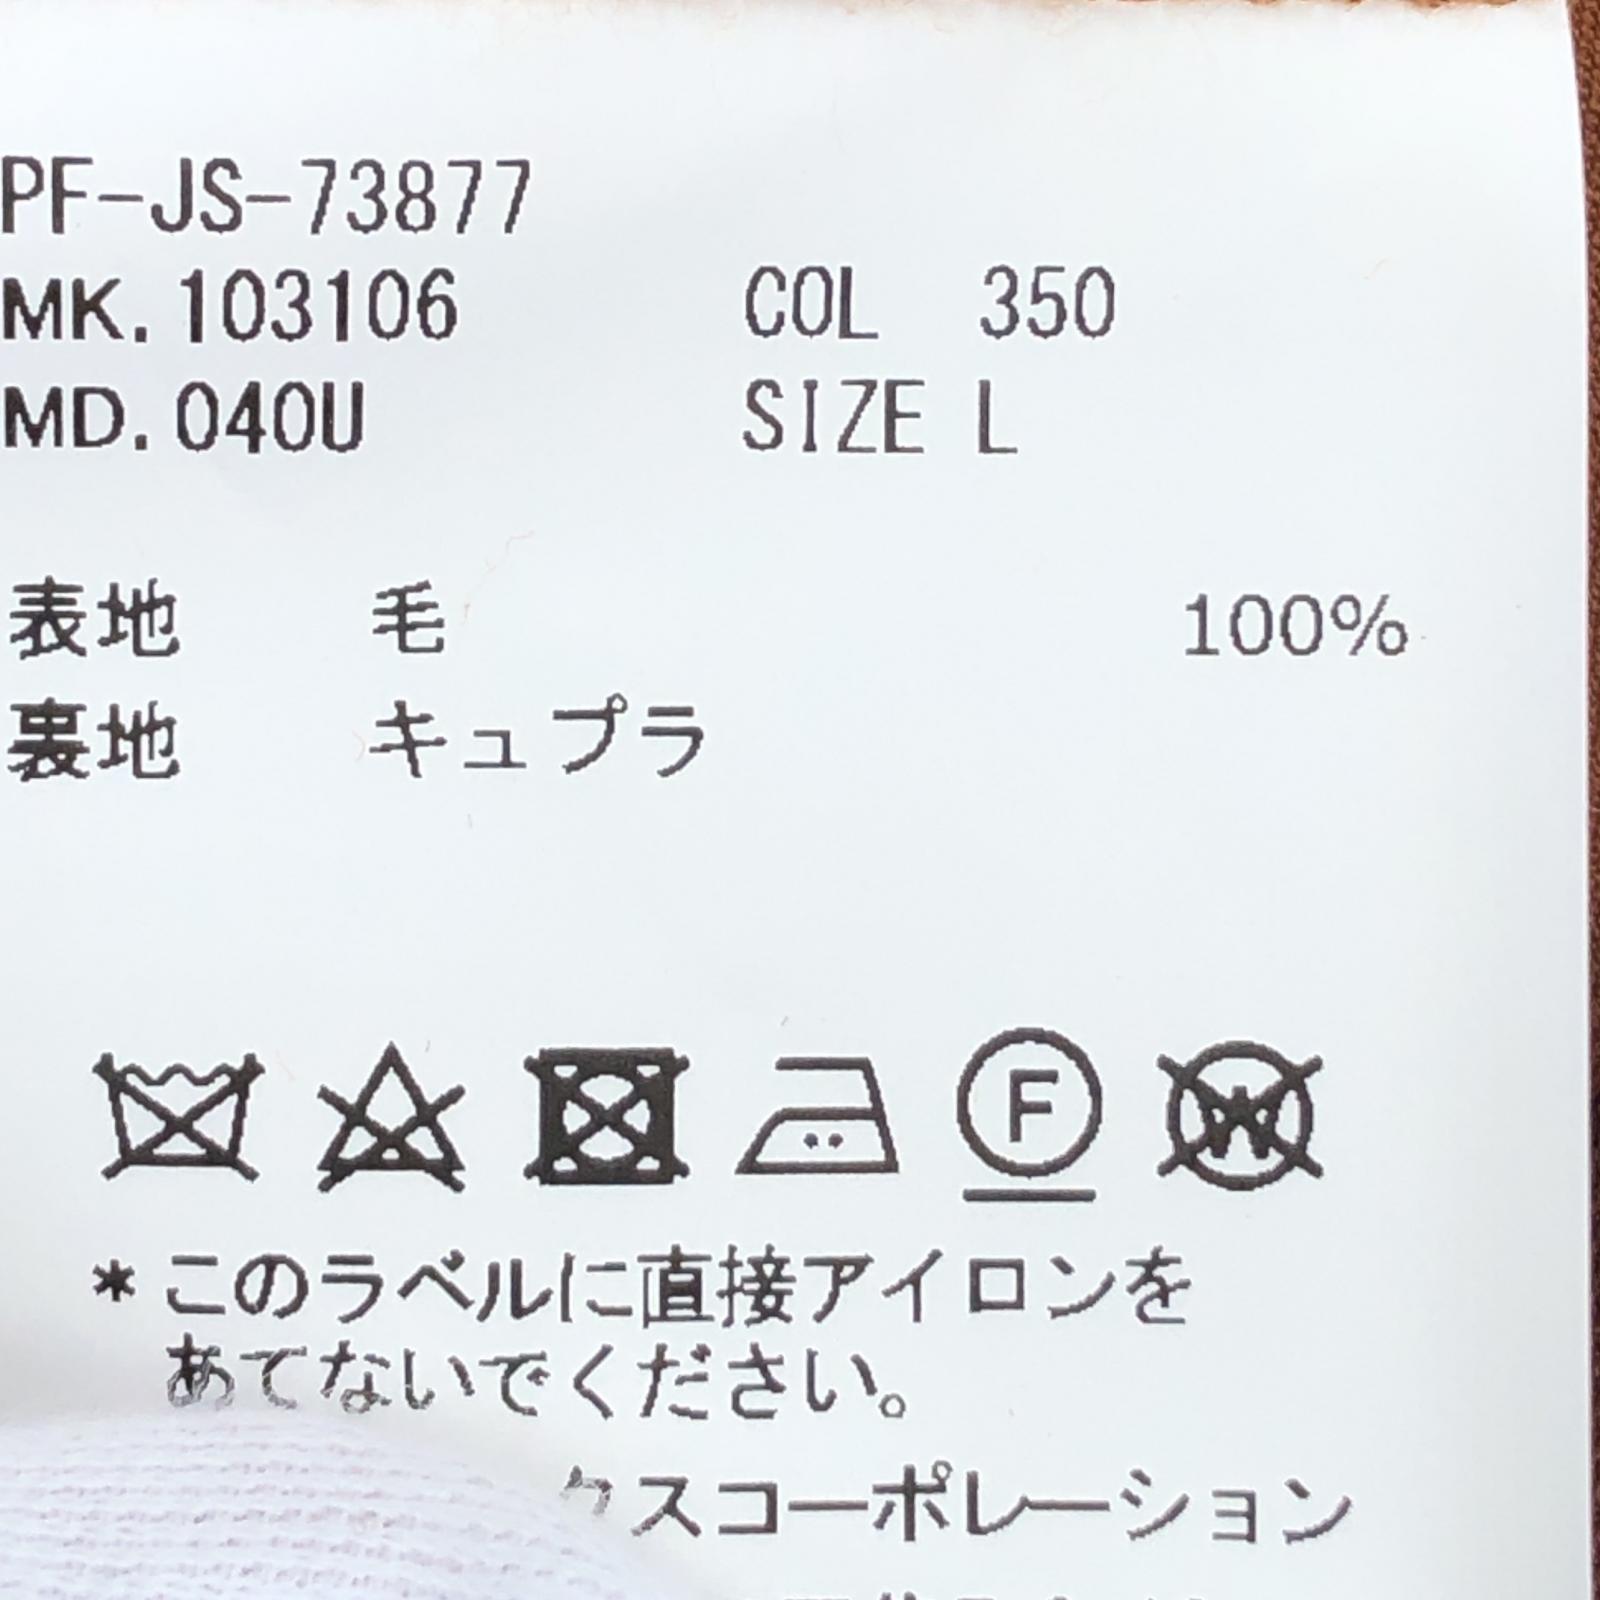 PF-JS-73877
MK.103106 COL 350
MD.040U SIZE L
表地 毛 100%
裏地 キュプラ
F W
*このラベルに直接アイロンを
あてないでください。
クスコーポレーション